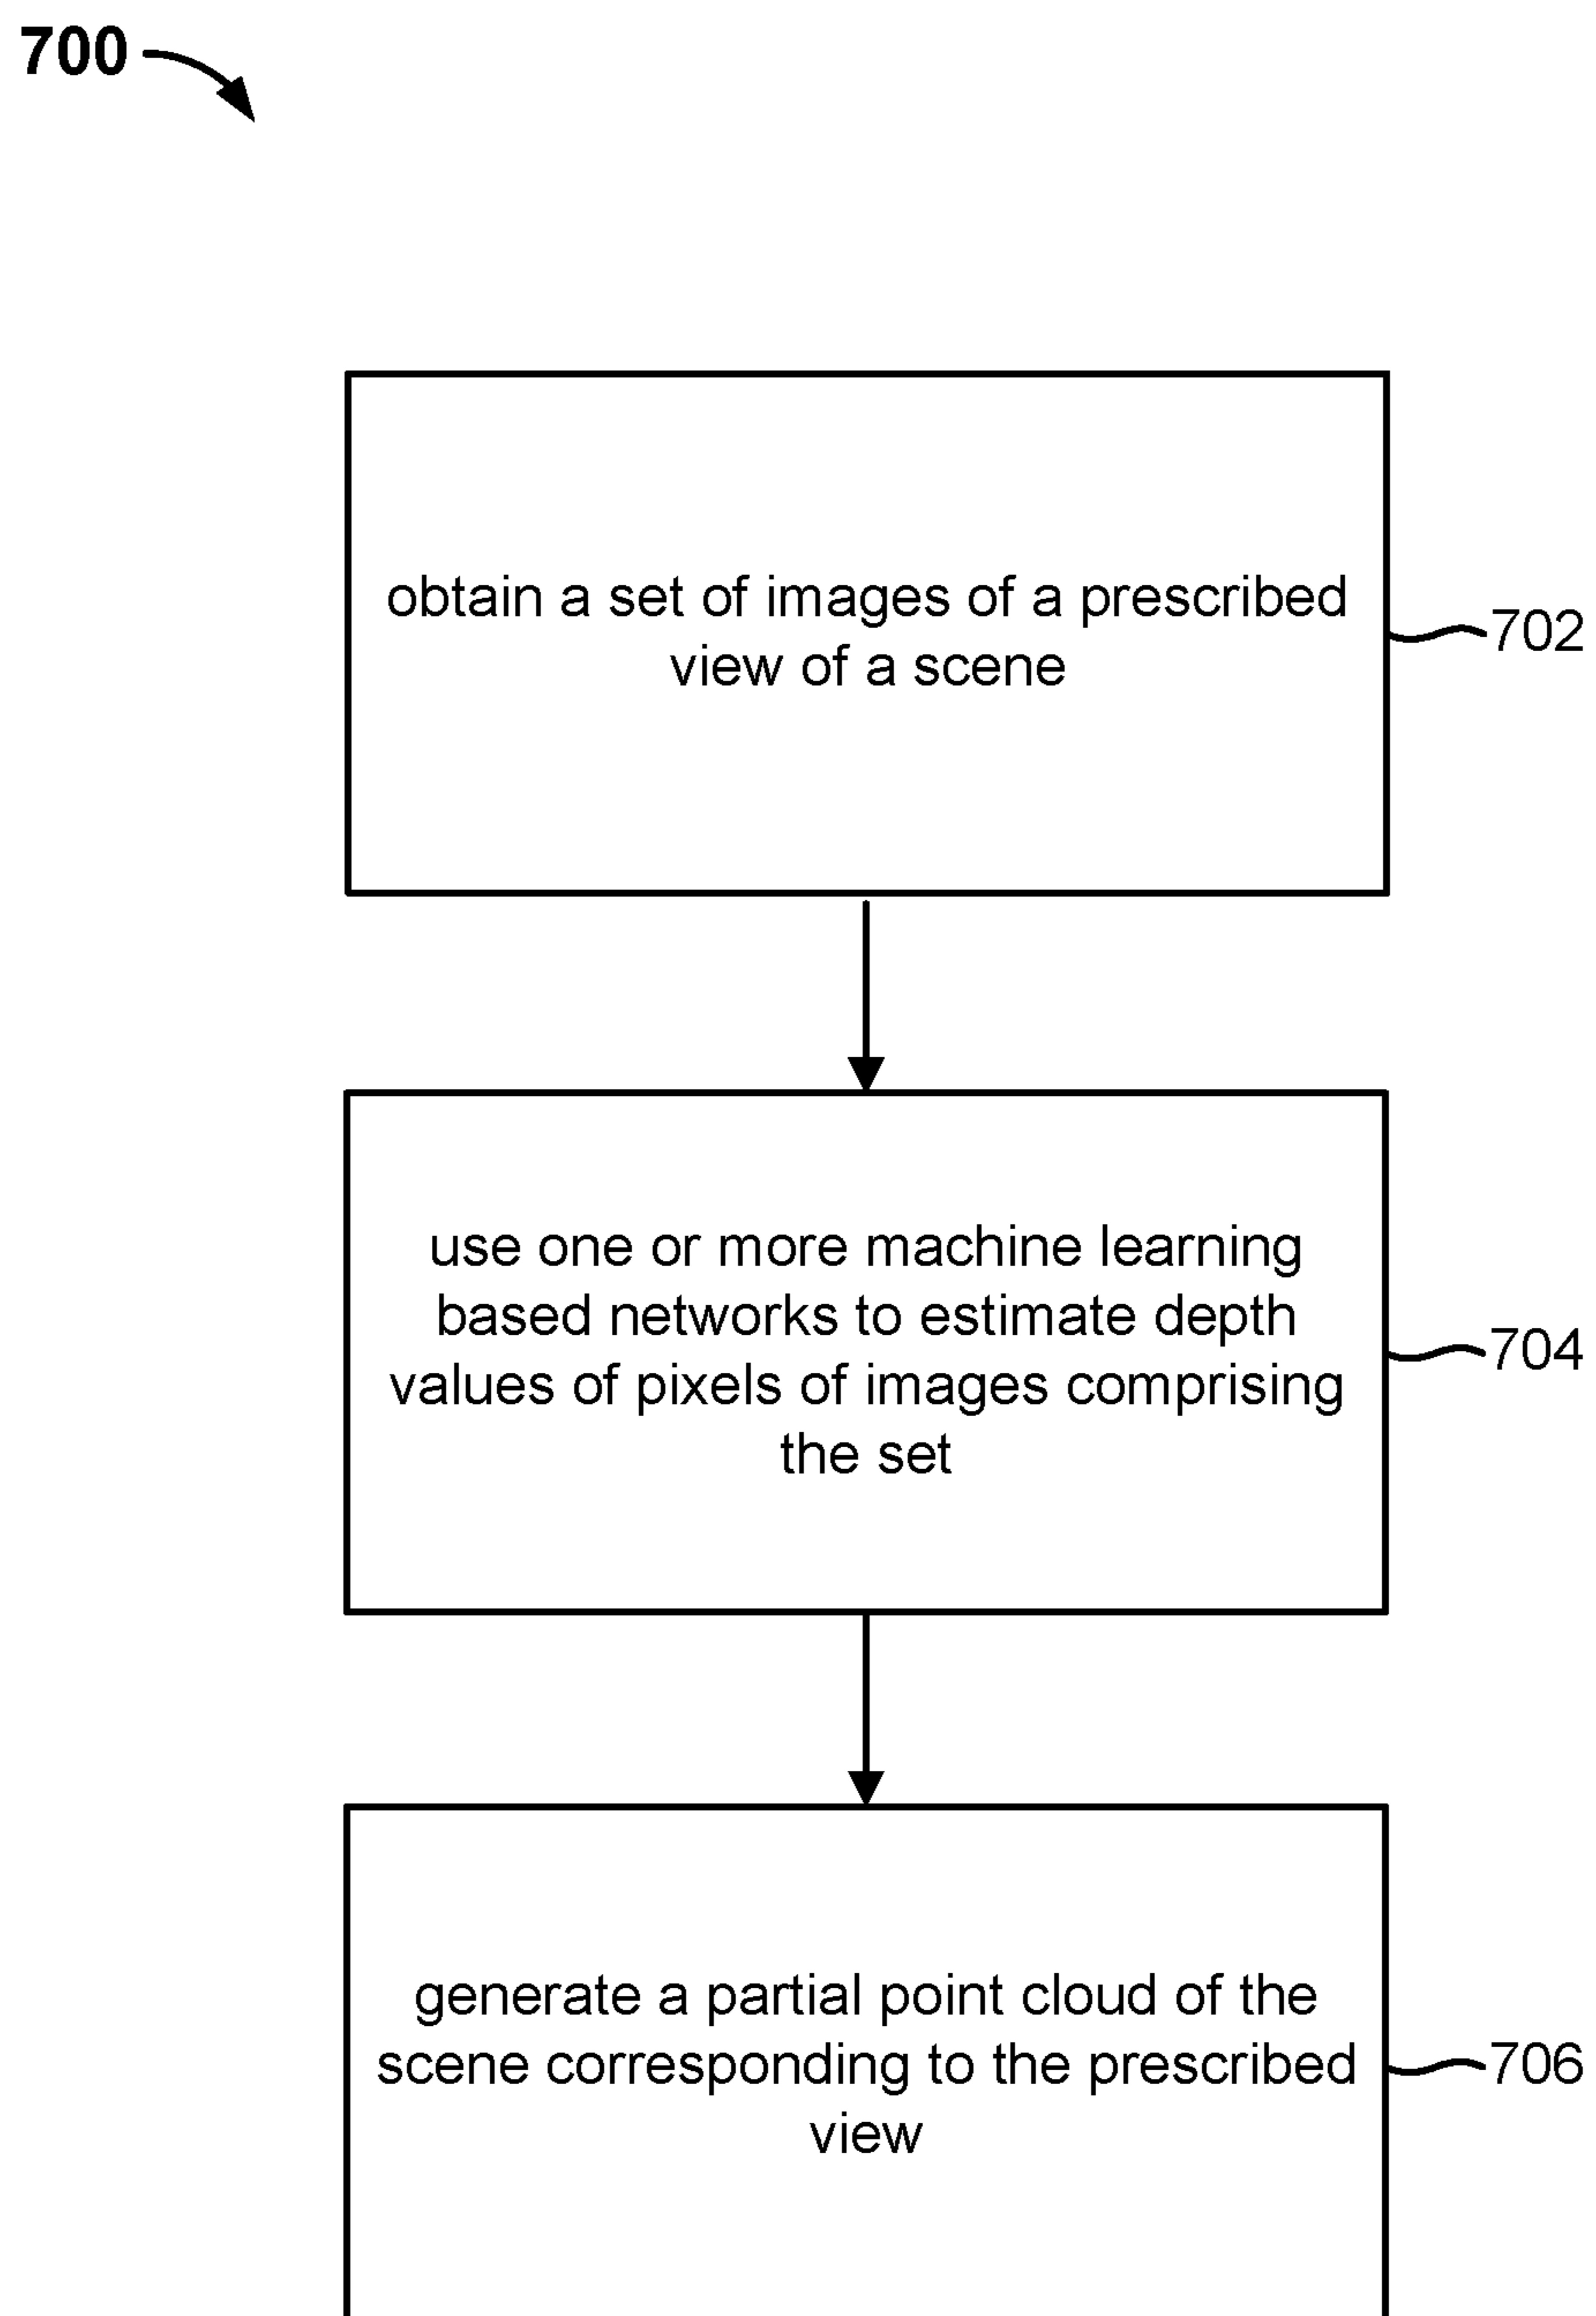 700
obtain a set of images of a prescribed
view of a scene
702
use one or more machine learning
based networks to estimate depth
values of pixels of images comprising
the set
704
generate a partial point cloud of the
scene corresponding to the prescribed
view
706